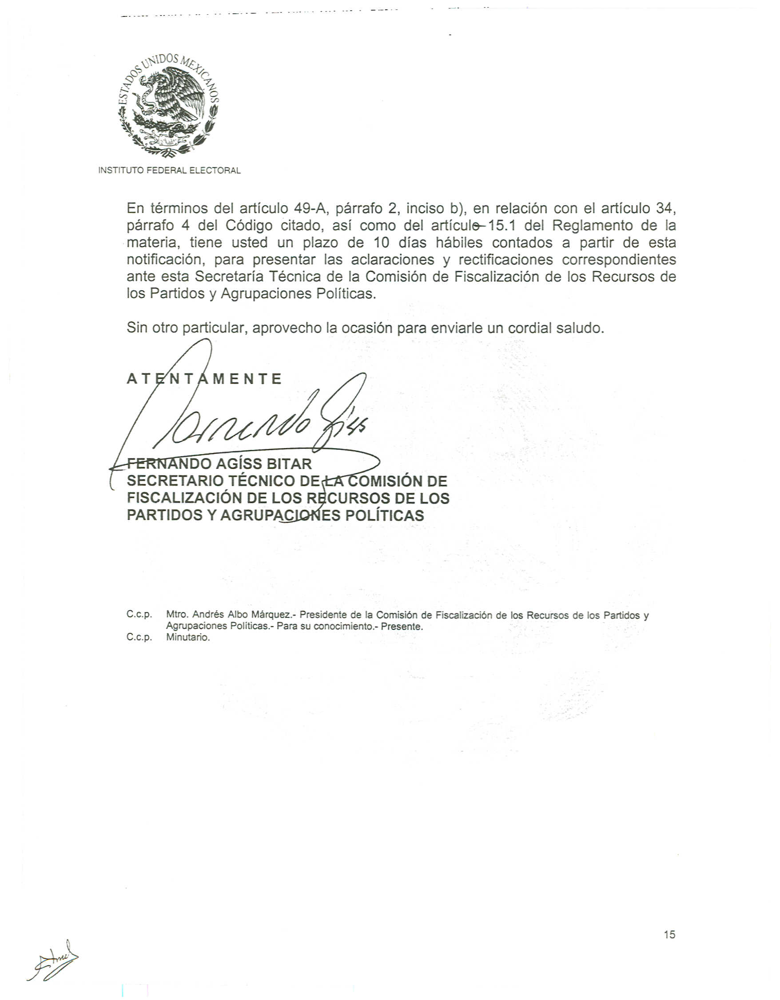 ESTADOS UNIDOS MEXICANOS
INSTITUTO FEDERAL ELECTORAL
En términos del artículo 49-A, párrafo 2, inciso b), en relación con el artículo 34,
párrafo 4 del Código citado, así como del artículo 15.1 del Reglamento de la
materia, tiene usted un plazo de 10 días hábiles contados a partir de esta
notificación, para presentar las aclaraciones y rectificaciones correspondientes
ante esta Secretaría Técnica de la Comisión de Fiscalización de los Recursos de
los Partidos y Agrupaciones Políticas.
Sin otro particular, aprovecho la ocasión para enviarle un cordial saludo.
A T E N T A M E N T E
FERNANDO AGÍSS BITAR
SECRETARIO TÉCNICO DE LA COMISIÓN DE
FISCALIZACIÓN DE LOS RECURSOS DE LOS
PARTIDOS Y AGRUPACIONES POLÍTICAS
C.c.p. Mtro. Andrés Albo Márquez.- Presidente de la Comisión de Fiscalización de los Recursos de los Partidos y
Agrupaciones Políticas.- Para su conocimiento.- Presente.
C.c.p. Minutario.
15